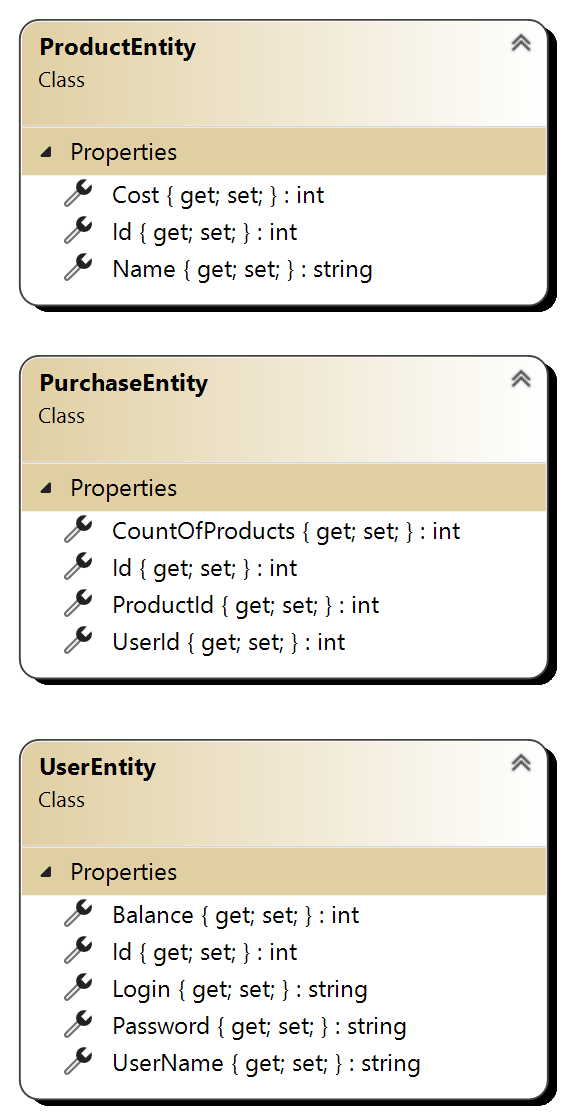 ProductEntity
Class
Properties
Cost { get; set; } : int
Id { get; set; } : int
Name { get; set; } : string
PurchaseEntity
Class
Properties
CountOfProducts { get; set; } : int
Id { get; set; } : int
ProductId { get; set; } : int
UserId { get; set; } : int
UserEntity
Class
Properties
Balance { get; set; } : int
Id { get; set; } : int
Login { get; set; } : string
Password { get; set; } : string
UserName { get; set; } : string